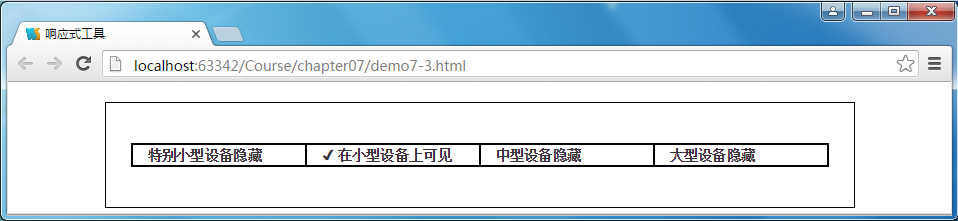 响应式工具
localhost:63342/Course/chapter07/demo7-3.html
特别小型设备隐藏 ✔ 在小型设备上可见 中型设备隐藏 大型设备隐藏